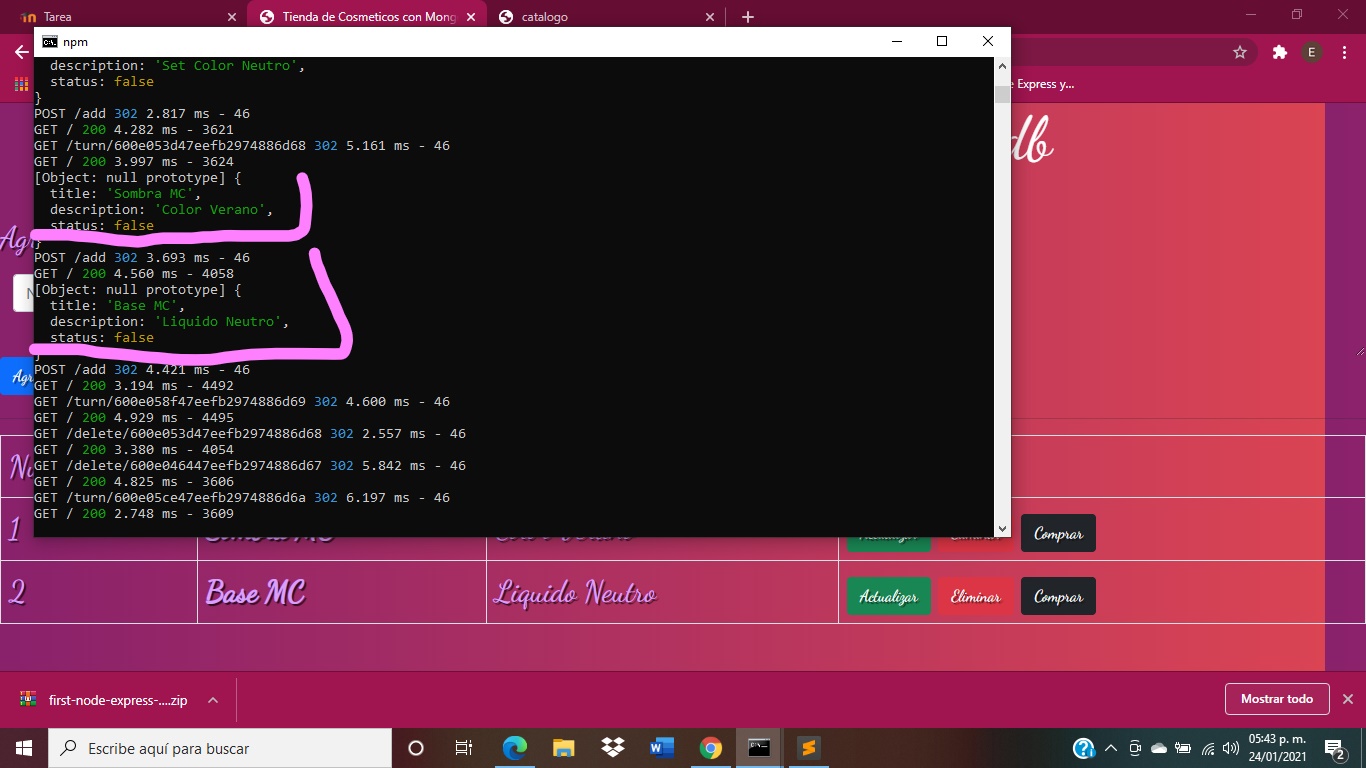 Tarea
Tienda de Cosmeticos con Mong
catalogo
npm
E
e Express y...
description: 'Set Color Neutro',
status: false
}
POST /add 302 2.817 ms - 46
GET / 200 4.282 ms - 3621
GET /turn/600e053d47eefb2974886d68 302 5.161 ms - 46
GET / 200 3.997 ms - 3624
[Object: null prototype] {
title: 'Sombra MC',
description: 'Color Verano',
status: false
}
POST /add 302 3.693 ms - 46
GET / 200 4.560 ms - 4058
[Object: null prototype] {
title: 'Base MC',
description: 'Liquido Neutro',
status: false
}
POST /add 302 4.421 ms - 46
GET / 200 3.194 ms - 4492
GET /turn/600e058f47eefb2974886d69 302 4.600 ms - 46
GET / 200 4.929 ms - 4495
GET /delete/600e053d47eefb2974886d68 302 2.557 ms - 46
GET / 200 3.380 ms - 4054
GET /delete/600e046447eefb2974886d67 302 5.842 ms - 46
GET / 200 4.825 ms - 3606
GET /turn/600e05ce47eefb2974886d6a 302 6.197 ms - 46
GET / 200 2.748 ms - 3609
db
Agr
N
Agr
Nu
1 Comprar
2 Base MC Liquido Neutro Actualizar Eliminar Comprar
first-node-express-....zip
Mostrar todo
Escribe aquí para buscar
05:43 p. m.
24/01/2021
2